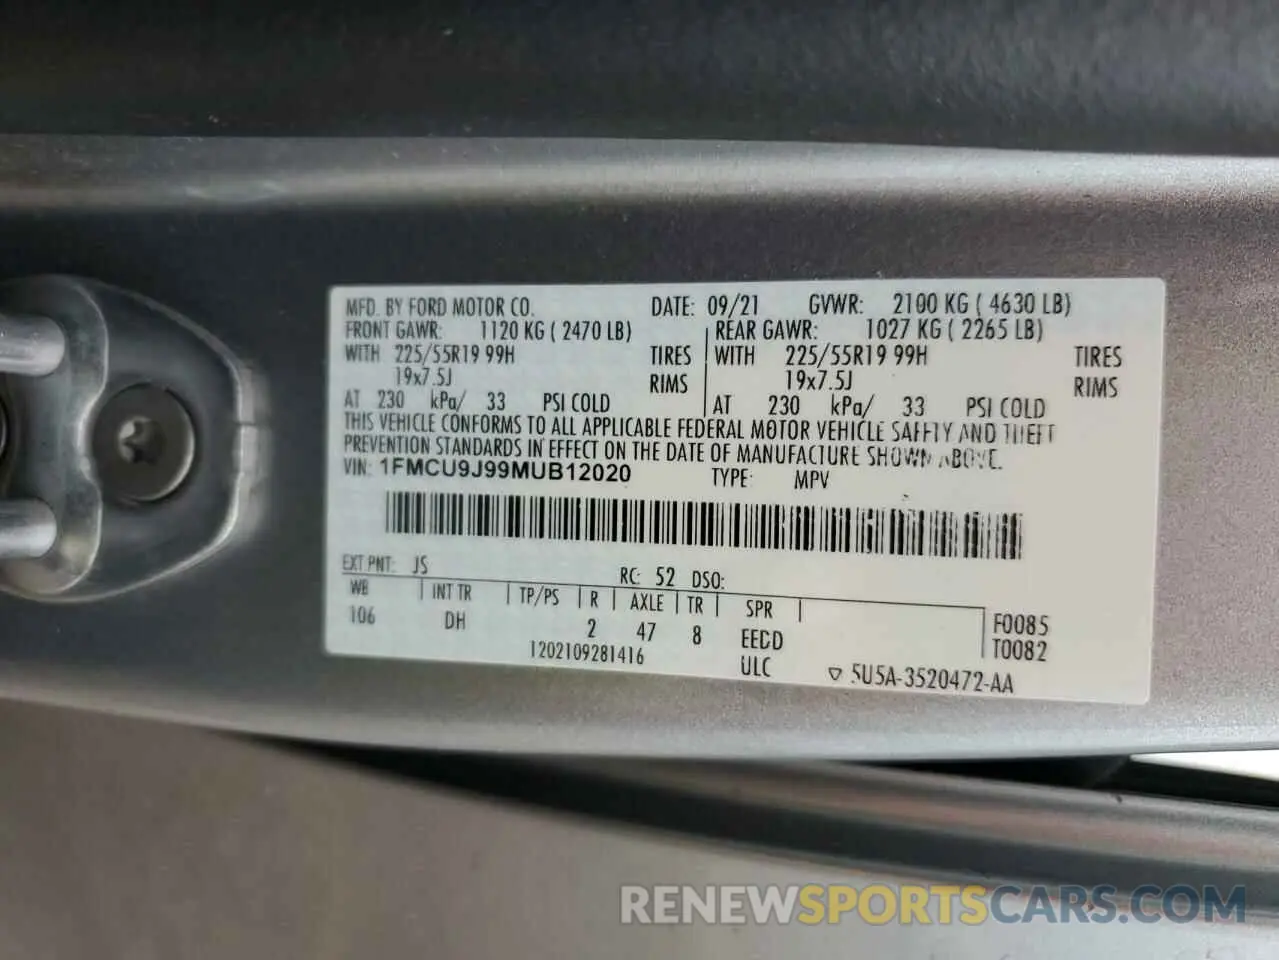 MFD. BY FORD MOTOR CO. DATE: 09/21 GVWR: 2100 KG ( 4630 LB)
FRONT GAWR: 1120 KG ( 2470 LB) REAR GAWR: 1027 KG ( 2265 LB)
WITH 225/55R19 99H TIRES WITH 225/55R19 99H TIRES
19x7.5J RIMS 19x7.5J RIMS
AT 230 kPa/ 33 PSI COLD AT 230 kPa/ 33 PSI COLD
THIS VEHICLE CONFORMS TO ALL APPLICABLE FEDERAL MOTOR VEHICLE SAFETY AND THEFT
PREVENTION STANDARDS IN EFFECT ON THE DATE OF MANUFACTURE SHOWN ABOVE.
VIN: 1FMCU9J99MUB12020 TYPE: MPV
EXT PNT: JS RC: 52 DSO:
WB INT TR TP/PS R AXLE TR SPR F0085
106 DH 2 47 8 EECD T0082
1202109281416 ULC 5U5A-3520472-AA
RENEWSPORTSCARS.COM